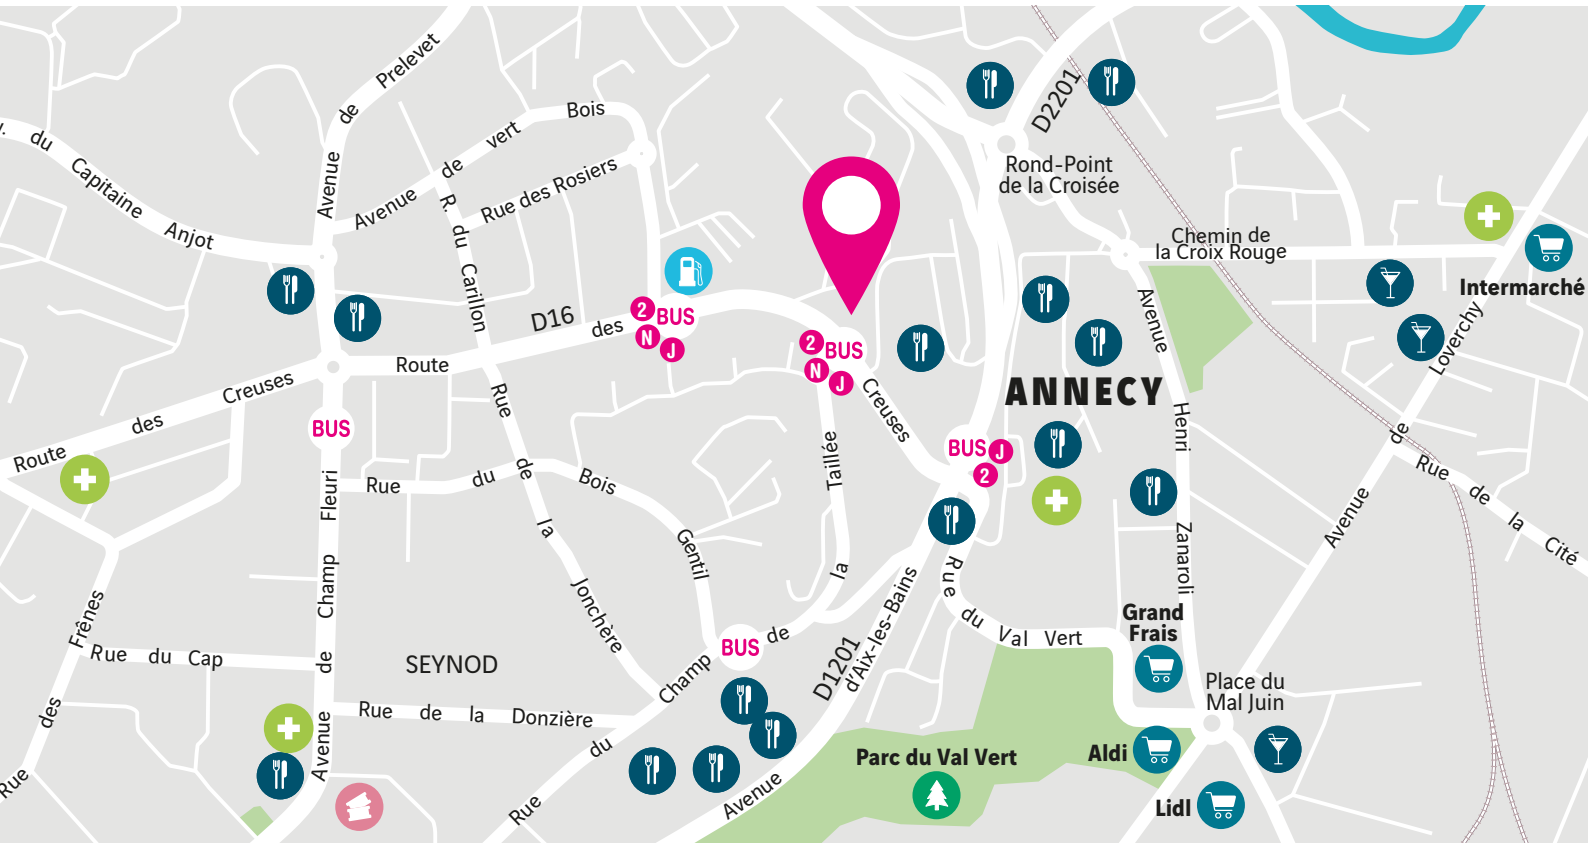 Avenue
de
Prelevet
v. du Capitaine Anjot
Avenue de vert Bois
Rue des Rosiers
R. du Carillon
D16
Route des Creuses
Route des Creuses
2
BUS
N
J
2
BUS
N
J
D2201
Rond-Point
de la Croisée
Chemin de
la Croix Rouge
Intermarché
Avenue de Loverchy
Rue de la Cité
ANNECY
Avenue Henri Zanaroli
BUS
J
2
BUS
Avenue de Champ Fleuri
Rue du Bois Gentil
Rue de la Jonchère
Taillée
la
de
Champ
du
Rue
BUS
Rue des Frênes
Rue du Cap
SEYNOD
Rue de la Donzière
D1201
Avenue d'Aix-les-Bains
Rue du Val Vert
Grand
Frais
Place du
Mal Juin
Parc du Val Vert
Aldi
Lidl